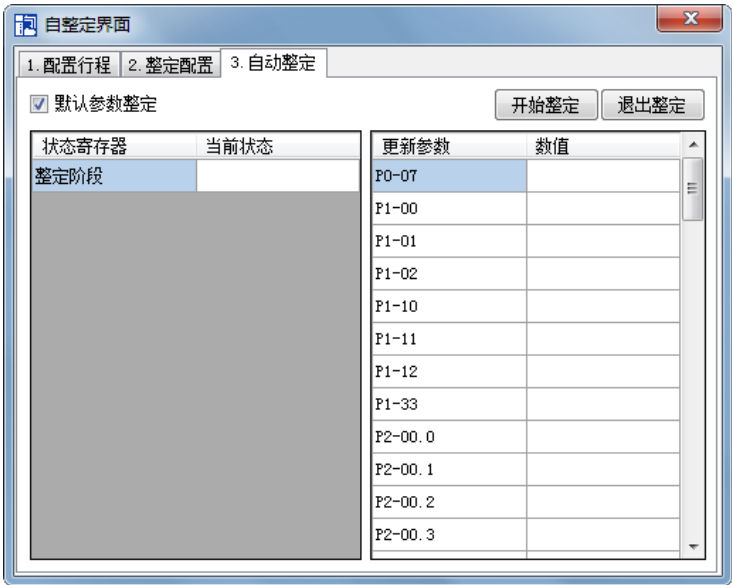 自整定界面
1.配置行程 2.整定配置 3.自动整定
默认参数整定 开始整定 退出整定
状态寄存器 当前状态 更新参数 数值
整定阶段 P0-07
P1-00
P1-01
P1-02
P1-10
P1-11
P1-12
P1-33
P2-00.0
P2-00.1
P2-00.2
P2-00.3